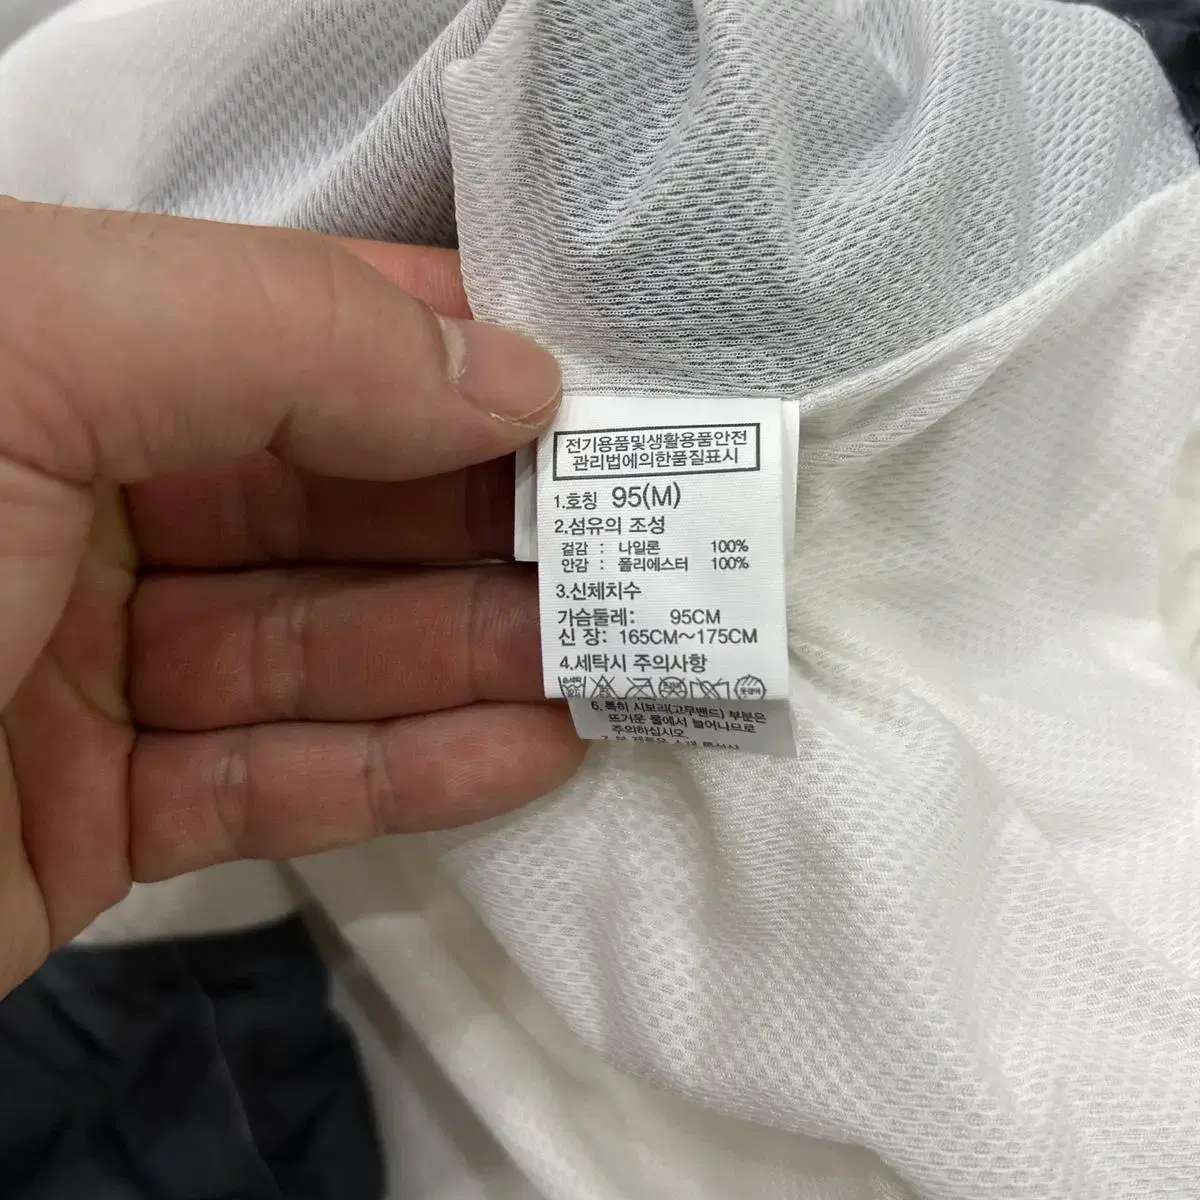 전기용품및생활용품안전
관리법에의한품질표시
1.호칭 95(M)
2.섬유의 조성
겉감 : 나일론 100%
안감 : 폴리에스터 100%
3.신체치수
가슴둘레: 95CM
신 장: 165CM~175CM
4.세탁시 주의사항
6.특히 시보리(고무밴드) 부분은
뜨거운 물에서 늘어나므로
주의하십시오